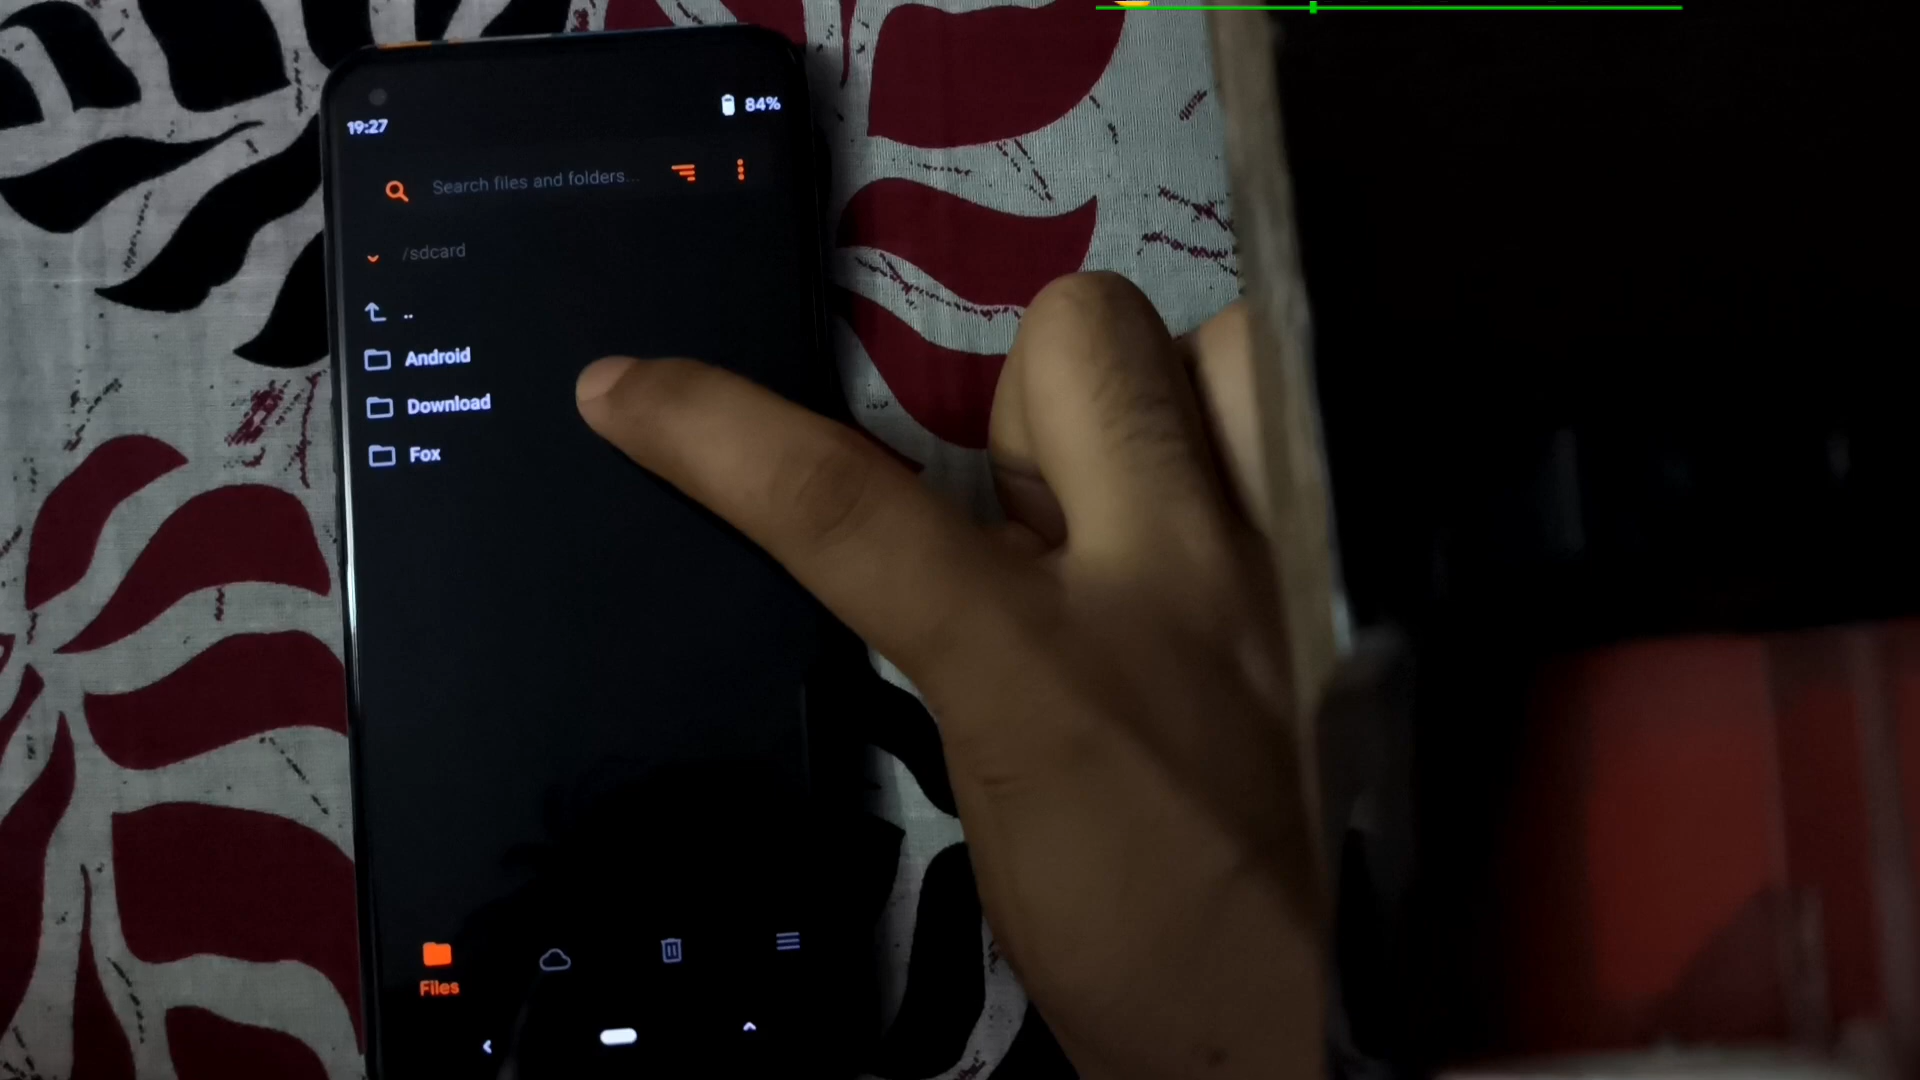 19:27
84%
Search files and folders...
/sdcard
..
Android
Download
Fox
Files